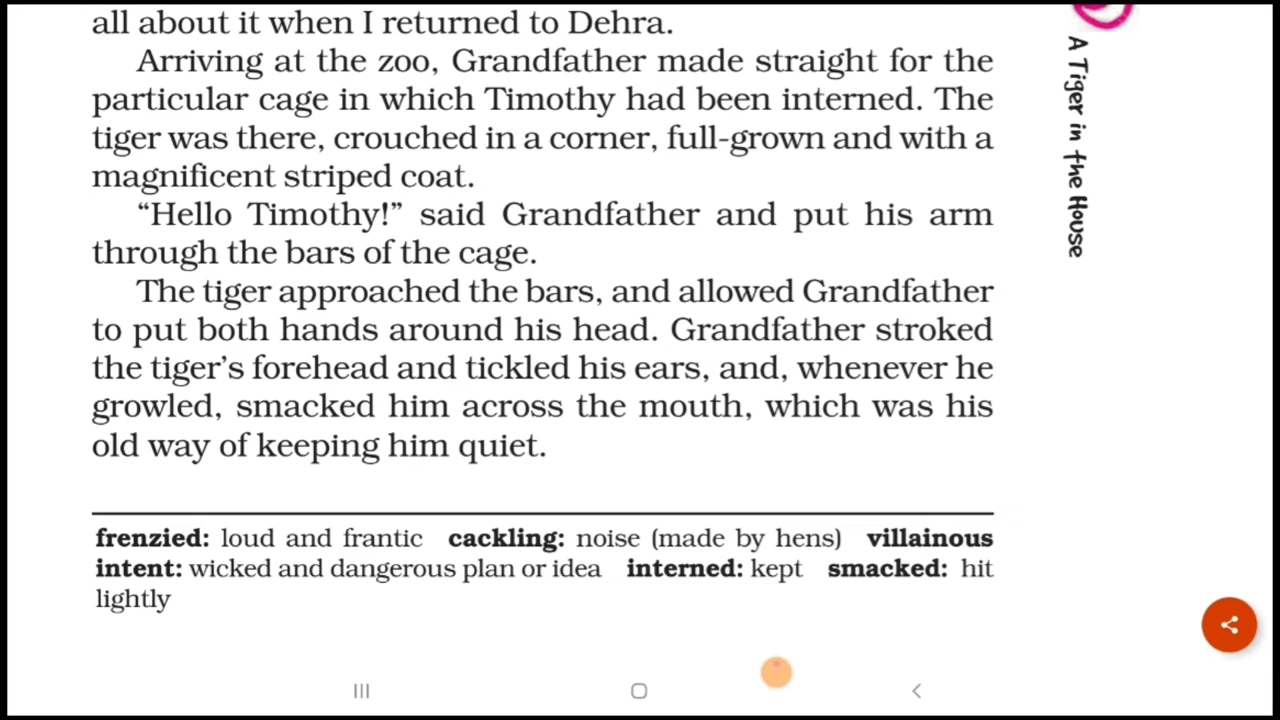 all about it when I returned to Dehra.
Arriving at the zoo, Grandfather made straight for the
particular cage in which Timothy had been interned. The
tiger was there, crouched in a corner, full-grown and with a
magnificent striped coat.
“Hello Timothy!” said Grandfather and put his arm
through the bars of the cage.
The tiger approached the bars, and allowed Grandfather
to put both hands around his head. Grandfather stroked
the tiger’s forehead and tickled his ears, and, whenever he
growled, smacked him across the mouth, which was his
old way of keeping him quiet.
frenzied: loud and frantic cackling: noise (made by hens) villainous
intent: wicked and dangerous plan or idea interned: kept smacked: hit
lightly
A Tiger in the House